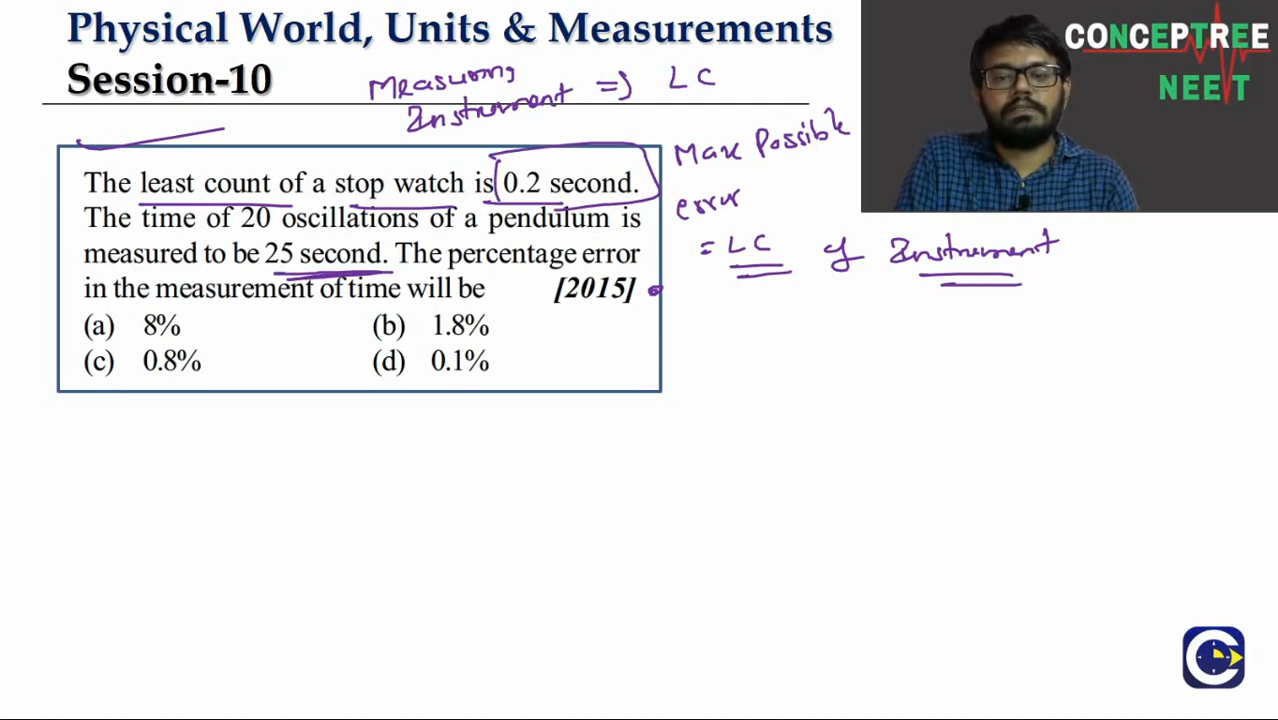 Physical World, Units & Measurements
Session-10
CONCEPTREE
NEET
Measuring
Instrument => LC
Max Possible
error
= LC of Instrument
The least count of a stop watch is 0.2 second.
The time of 20 oscillations of a pendulum is
measured to be 25 second. The percentage error
in the measurement of time will be [2015]
(a) 8% (b) 1.8%
(c) 0.8% (d) 0.1%